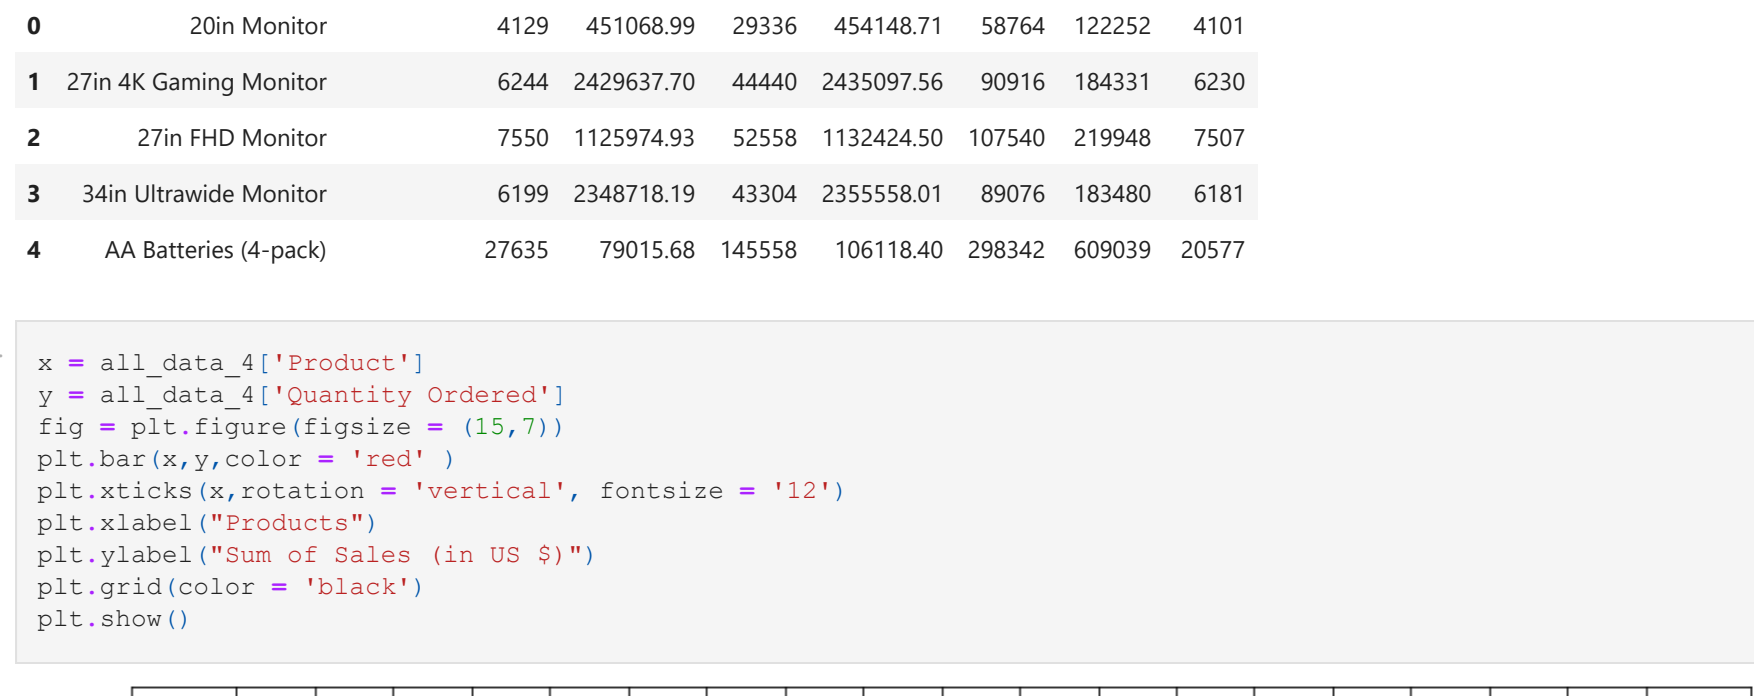 0 20in Monitor 4129 451068.99 29336 454148.71 58764 122252 4101
1 27in 4K Gaming Monitor 6244 2429637.70 44440 2435097.56 90916 184331 6230
2 27in FHD Monitor 7550 1125974.93 52558 1132424.50 107540 219948 7507
3 34in Ultrawide Monitor 6199 2348718.19 43304 2355558.01 89076 183480 6181
4 AA Batteries (4-pack) 27635 79015.68 145558 106118.40 298342 609039 20577
x = all_data_4['Product']
y = all_data_4['Quantity Ordered']
fig = plt.figure(figsize = (15,7))
plt.bar(x,y,color = 'red' )
plt.xticks(x,rotation = 'vertical', fontsize = '12')
plt.xlabel("Products")
plt.ylabel("Sum of Sales (in US $)")
plt.grid(color = 'black')
plt.show()